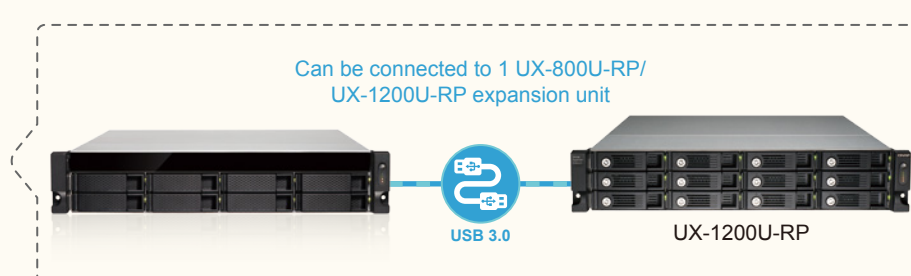 Can be connected to 1 UX-800U-RP/
UX-1200U-RP expansion unit
USB 3.0
UX-1200U-RP